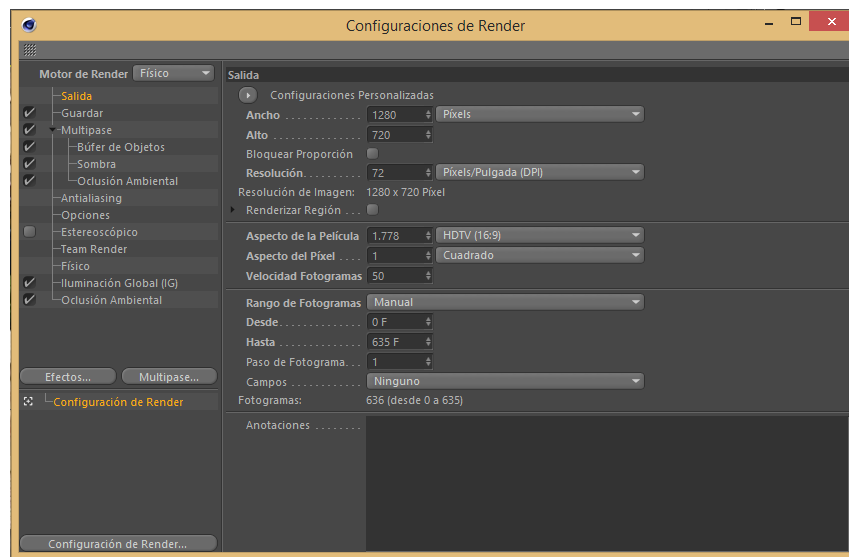 Configuraciones de Render
Motor de Render Físico
Salida
Guardar
Multipase
Búfer de Objetos
Sombra
Oclusión Ambiental
Antialiasing
Opciones
Estereoscópico
Team Render
Físico
Iluminación Global (IG)
Oclusión Ambiental
Efectos... Multipase...
Configuración de Render
Configuración de Render...
Salida
Configuraciones Personalizadas
Ancho . . . . . . . . . . . . . 1280 Píxels
Alto . . . . . . . . . . . . . . 720
Bloquear Proporción
Resolución. . . . . . . . . . 72 Píxels/Pulgada (DPI)
Resolución de Imagen: 1280 x 720 Píxel
Renderizar Región . . .
Aspecto de la Película 1.778 HDTV (16:9)
Aspecto del Píxel . . . . 1 Cuadrado
Velocidad Fotogramas 50
Rango de Fotogramas Manual
Desde. . . . . . . . . . . . . 0 F
Hasta . . . . . . . . . . . . . 635 F
Paso de Fotograma. . . 1
Campos . . . . . . . . . . . Ninguno
Fotogramas: 636 (desde 0 a 635)
Anotaciones . . . . . . . .